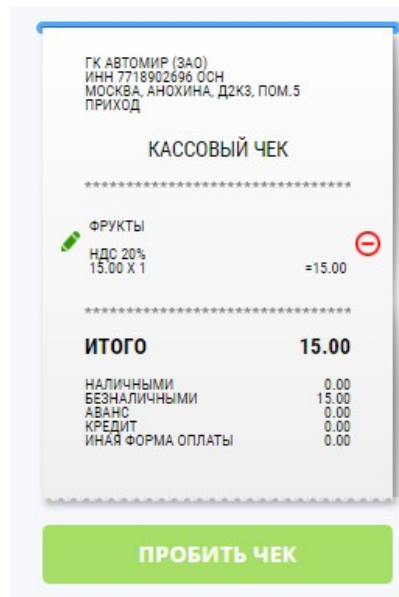 ГК АВТОМИР (ЗАО)
ИНН 7718902696 ОСН
МОСКВА, АНОХИНА, Д2К3, ПОМ.5
ПРИХОД
КАССОВЫЙ ЧЕК
********************************
ФРУКТЫ
НДС 20%
15.00 X 1 =15.00
********************************
ИТОГО 15.00
НАЛИЧНЫМИ 0.00
БЕЗНАЛИЧНЫМИ 15.00
АВАНС 0.00
КРЕДИТ 0.00
ИНАЯ ФОРМА ОПЛАТЫ 0.00
ПРОБИТЬ ЧЕК